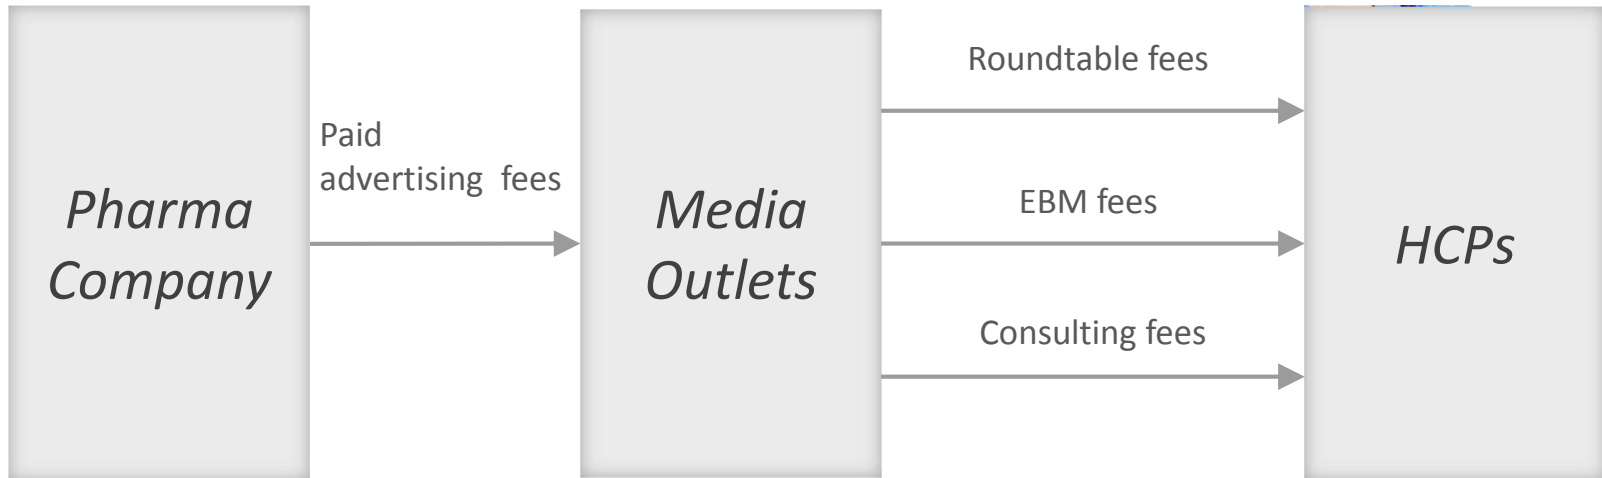 Pharma
Company
Paid
advertising fees
Media
Outlets
Roundtable fees
EBM fees
Consulting fees
HCPs